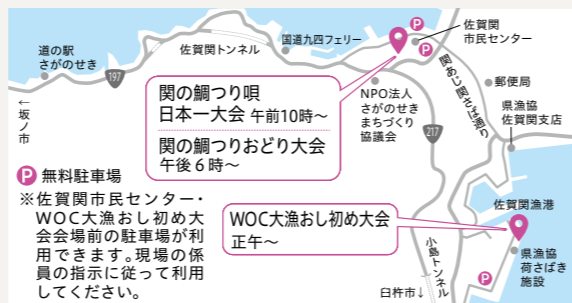 道の駅
さがのせき
佐賀関トンネル
国道九四フェリー
P
佐賀関
市民センター
P
197
←坂ノ市
関の鯛つり唄
日本一大会 午前10時～
関の鯛つりおどり大会
午後6時～
NPO法人
さがのせき
まちづくり
協議会
217
関あじ関さば通り
郵便局
県漁協
佐賀関支店
P 無料駐車場
※佐賀関市民センター・
WOC大漁おし初め大
会会場前の駐車場が利
用できます。現場の係
員の指示に従って利用
してください。
WOC大漁おし初め大会
正午～
佐賀関漁港
県漁協
荷さばき
施設
P
小島トンネル
臼杵市↓